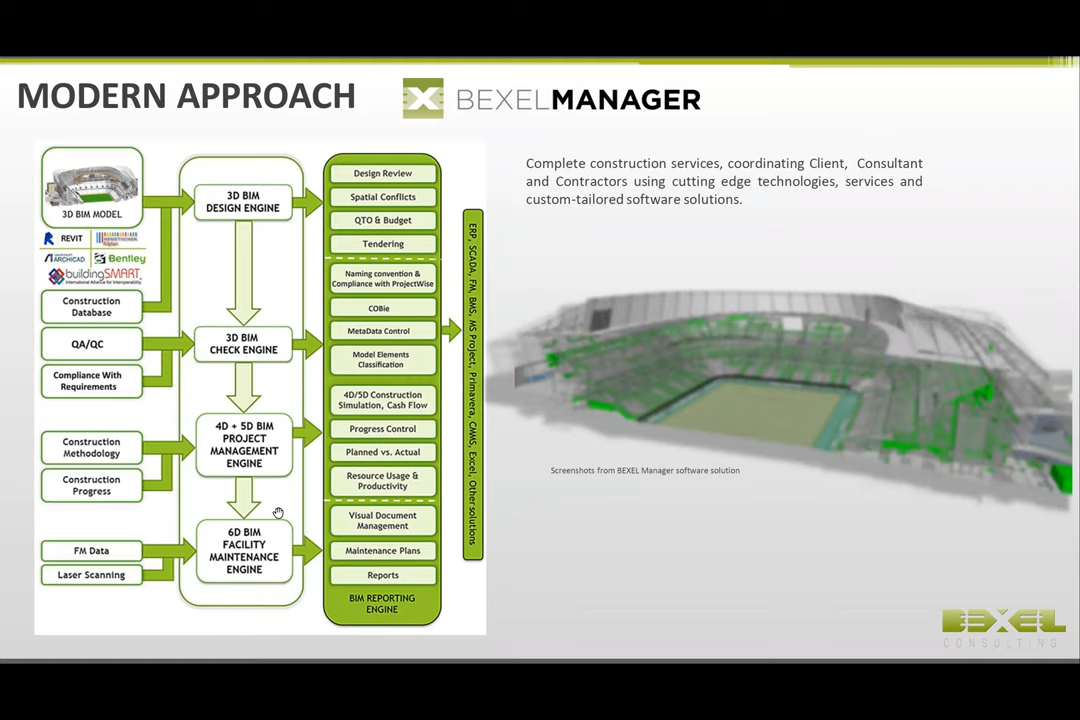 MODERN APPROACH
BEXELMANAGER
3D BIM MODEL
REVIT
ARCHICAD
Bentley
buildingSMART
International Alliance for Interoperability
Construction
Database
QA/QC
Compliance With
Requirements
Construction
Methodology
Construction
Progress
FM Data
Laser Scanning
3D BIM
DESIGN ENGINE
3D BIM
CHECK ENGINE
4D + 5D BIM
PROJECT
MANAGEMENT
ENGINE
6D BIM
FACILITY
MAINTENANCE
ENGINE
Design Review
Spatial Conflicts
QTO & Budget
Tendering
Naming convention &
Compliance with ProjectWise
COBie
MetaData Control
Model Elements
Classification
4D/5D Construction
Simulation, Cash Flow
Progress Control
Planned vs. Actual
Resource Usage &
Productivity
Visual Document
Management
Maintenance Plans
Reports
BIM REPORTING
ENGINE
ERP, SCADA, FM, BMS, MS Project, Primavera, CMMS, Excel, Other solutions
Complete construction services, coordinating Client, Consultant
and Contractors using cutting edge technologies, services and
custom-tailored software solutions.
Screenshots from BEXEL Manager software solution
BEXEL
CONSULTING